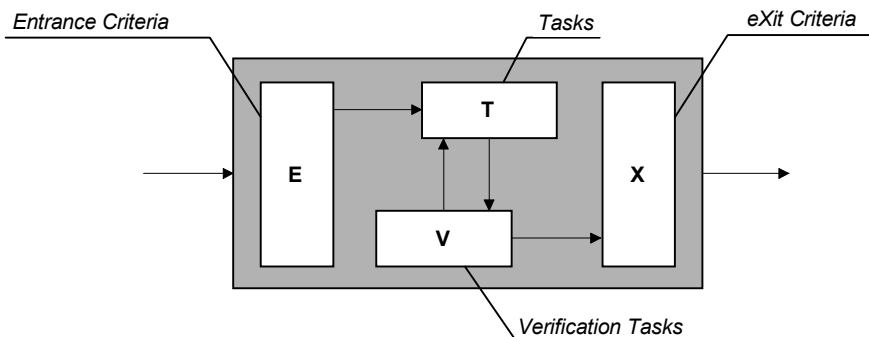 Entrance Criteria
Tasks
eXit Criteria
T
E
X
V
Verification Tasks